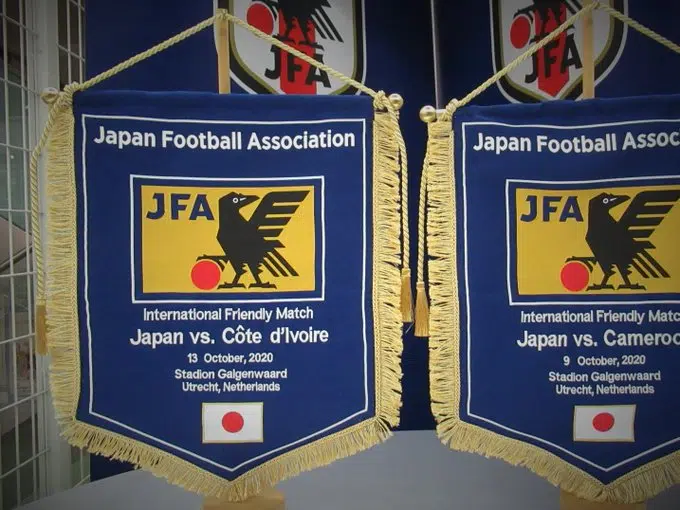 JFA
JFA
Japan Football Association
JFA
International Friendly Match
Japan vs. Côte d'Ivoire
13 October, 2020
Stadion Galgenwaard
Utrecht, Netherlands
Japan Football Assoc
JFA
International Friendly Matc
Japan vs. Cameroo
9 October, 2020
Stadion Galgenwaard
Utrecht, Netherlands